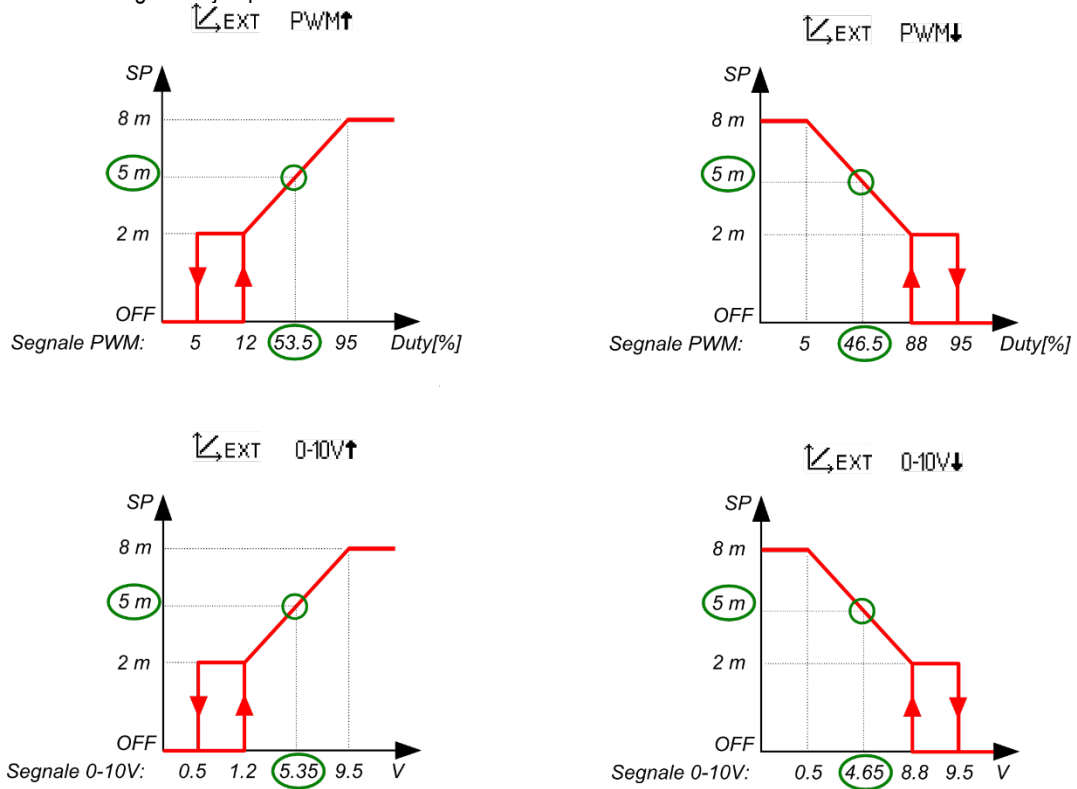 EXT PWM↑
SP
8 m
5 m
2 m
OFF
Segnale PWM: 5 12 53.5 95 Duty[%]
EXT PWM↓
SP
8 m
5 m
2 m
OFF
Segnale PWM: 5 46.5 88 95 Duty[%]
EXT 0-10V↑
SP
8 m
5 m
2 m
OFF
Segnale 0-10V: 0.5 1.2 5.35 9.5 V
EXT 0-10V↓
SP
8 m
5 m
2 m
OFF
Segnale 0-10V: 0.5 4.65 8.8 9.5 V